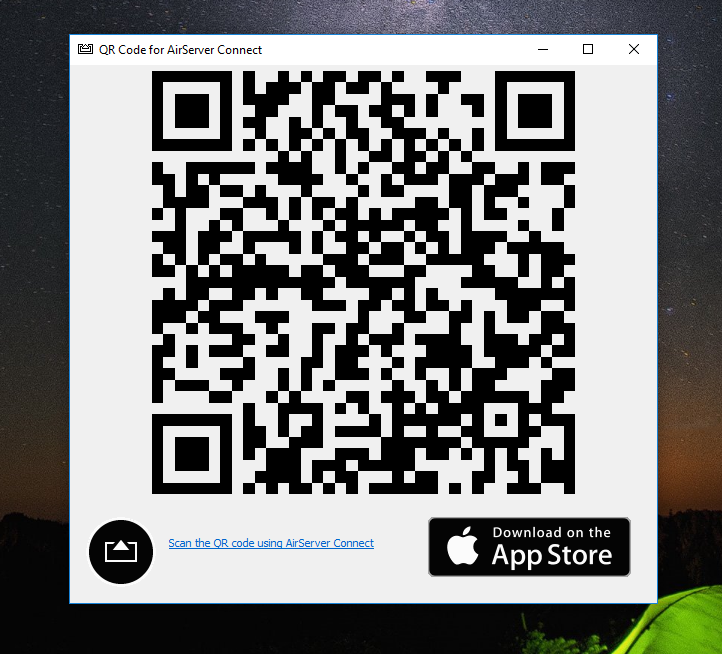 QR Code for AirServer Connect
Scan the QR code using AirServer Connect
Download on the
App Store